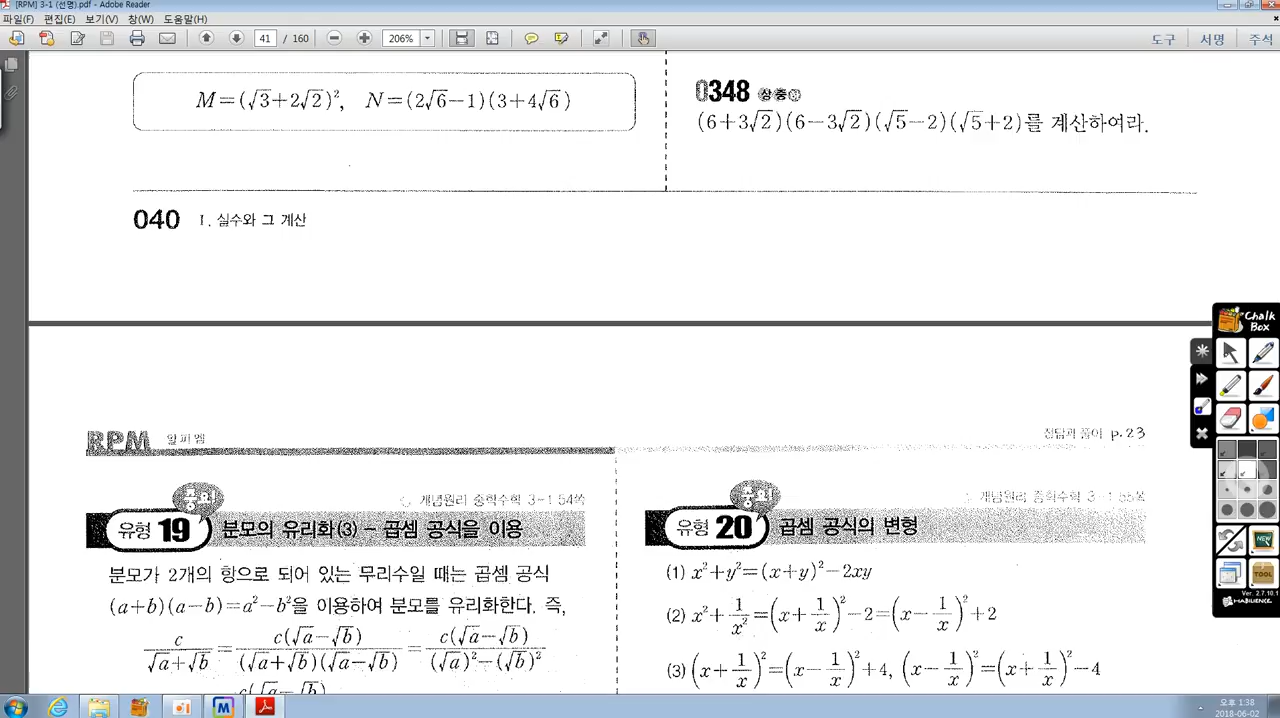 [RPM] 3-1 (선명).pdf - Adobe Reader
파일(F) 편집(E) 보기(V) 창(W) 도움말(H)
41 / 160 206% 도구 서명 주석
M=(√3+2√2)², N=(2√6−1)(3+4√6)
0348 상중하
(6+3√2)(6−3√2)(√5−2)(√5+2)를 계산하여라.
040 Ⅰ. 실수와 그 계산
Chalk Box
NEW
TOOL
Ver. 2.7.10.1
HABILIENCE
RPM 알피엠
정답과 풀이 p.23
중요
개념원리 중학수학 3-1 54쪽
유형 19 분모의 유리화(3) − 곱셈 공식을 이용
분모가 2개의 항으로 되어 있는 무리수일 때는 곱셈 공식
(a+b)(a−b)=a²−b²을 이용하여 분모를 유리화한다. 즉,
c/(√a+√b)=c(√a−√b)/((√a+√b)(√a−√b))=c(√a−√b)/((√a)²−(√b)²)
c(√a−√b)
중요
개념원리 중학수학 3-1 55쪽
유형 20 곱셈 공식의 변형
(1) x²+y²=(x+y)²−2xy
(2) x²+1/x²=(x+1/x)²−2=(x−1/x)²+2
(3) (x+1/x)²=(x−1/x)²+4, (x−1/x)²=(x+1/x)²−4
오후 1:38
2018-06-02